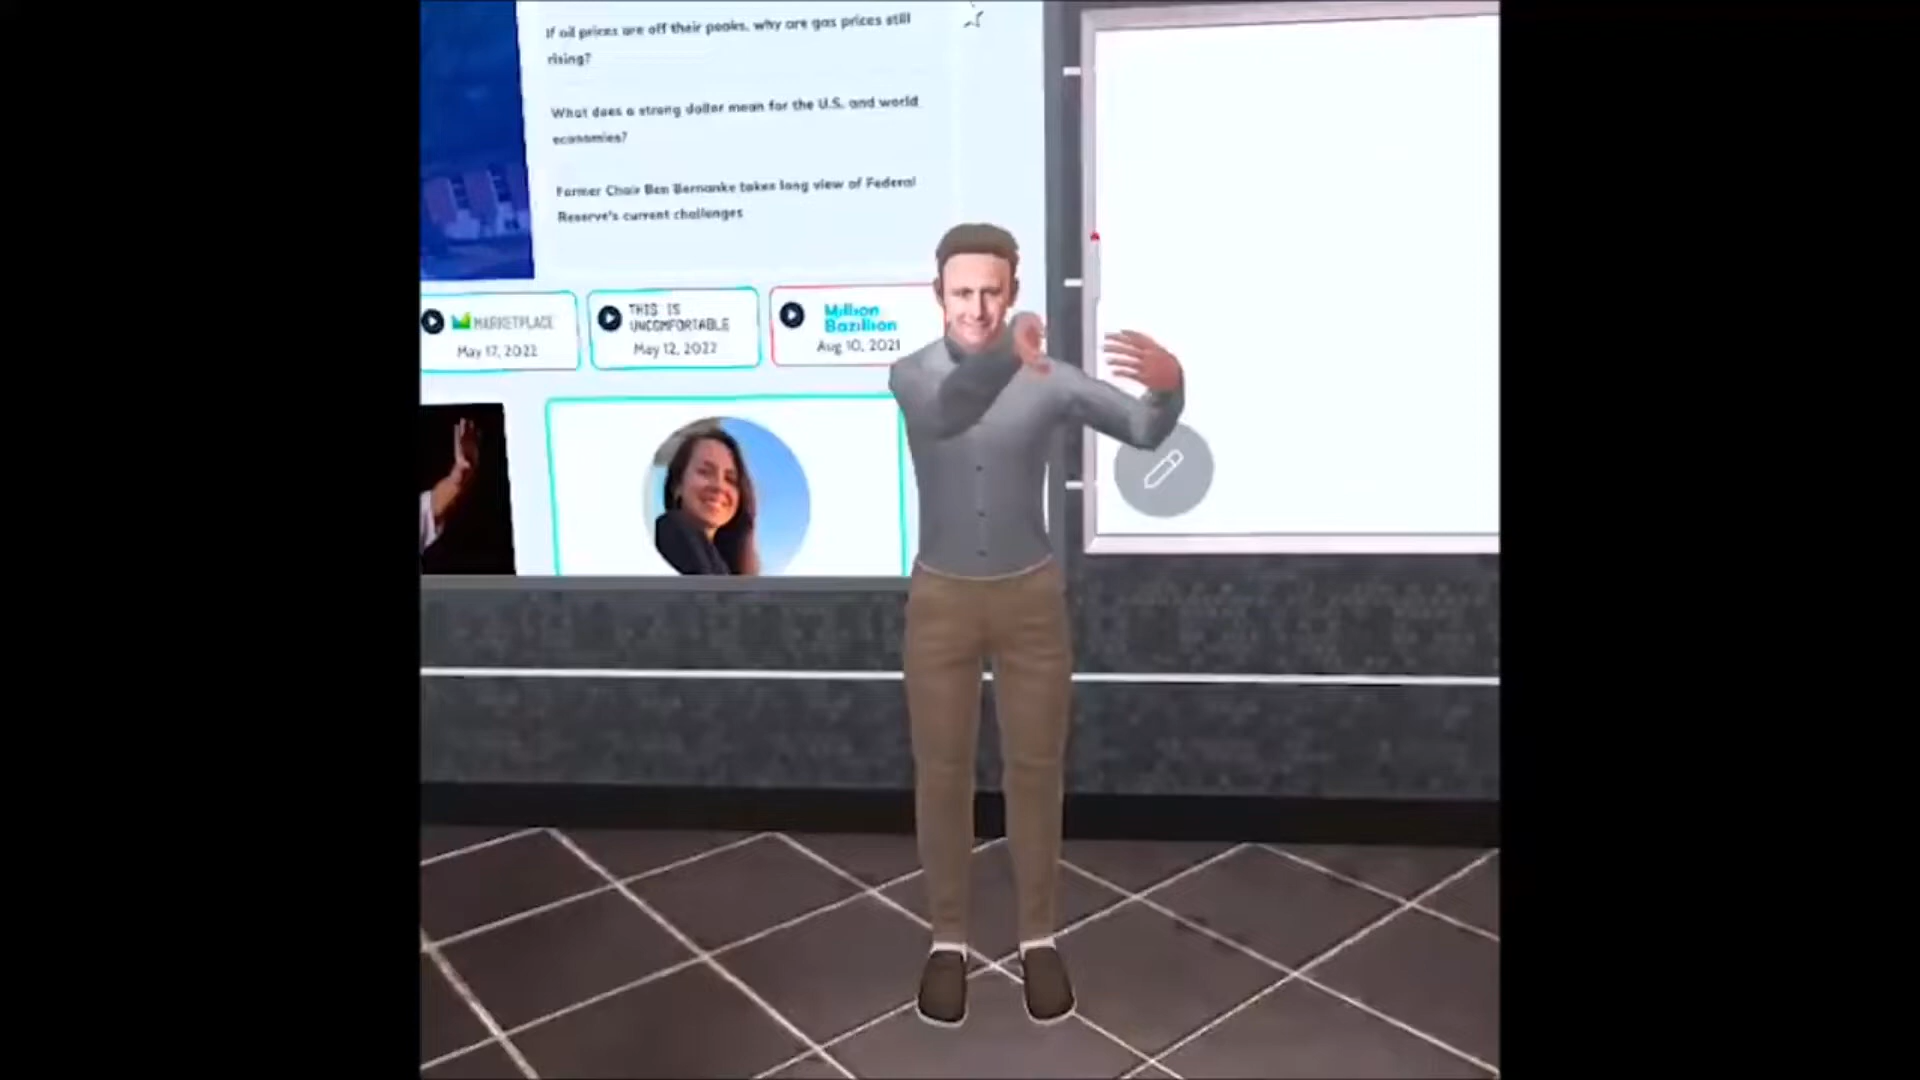 If oil prices are off their peaks, why are gas prices still
rising?
What does a strong dollar mean for the U.S. and world
economies?
Former Chair Ben Bernanke takes long view of Federal
Reserve's current challenges
MARKETPLACE
May 17, 2022
THIS IS
UNCOMFORTABLE
May 12, 2022
Million
Bazillion
Aug 10, 2021